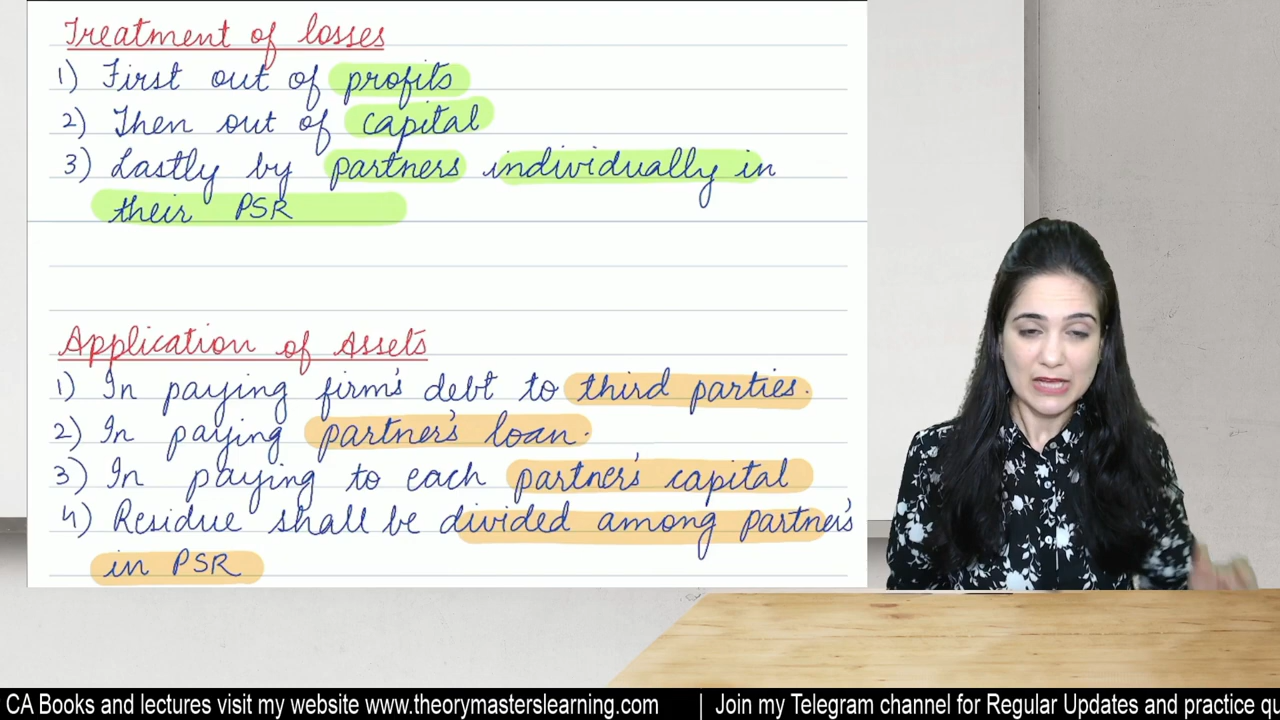 Treatment of losses
1) First out of profits
2) Then out of capital
3) Lastly by partners individually in
their PSR
Application of Assets
1) In paying firm's debt to third parties.
2) In paying partner's loan.
3) In paying to each partner's capital
4) Residue shall be divided among partner's
in PSR
CA Books and lectures visit my website www.theorymasterslearning.com | Join my Telegram channel for Regular Updates and practice qu